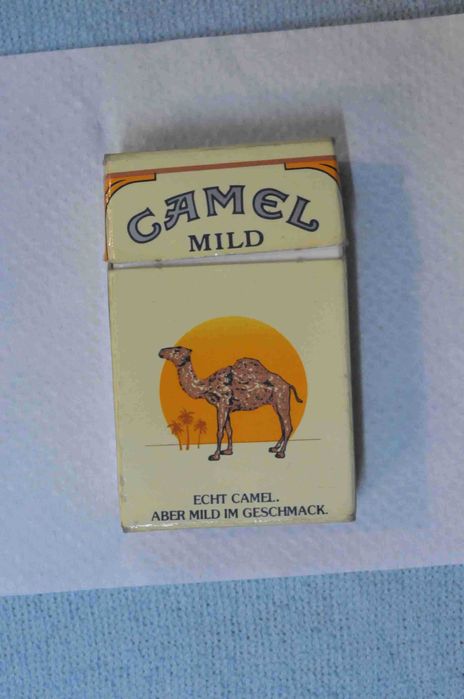 CAMEL
MILD
ECHT CAMEL.
ABER MILD IM GESCHMACK.